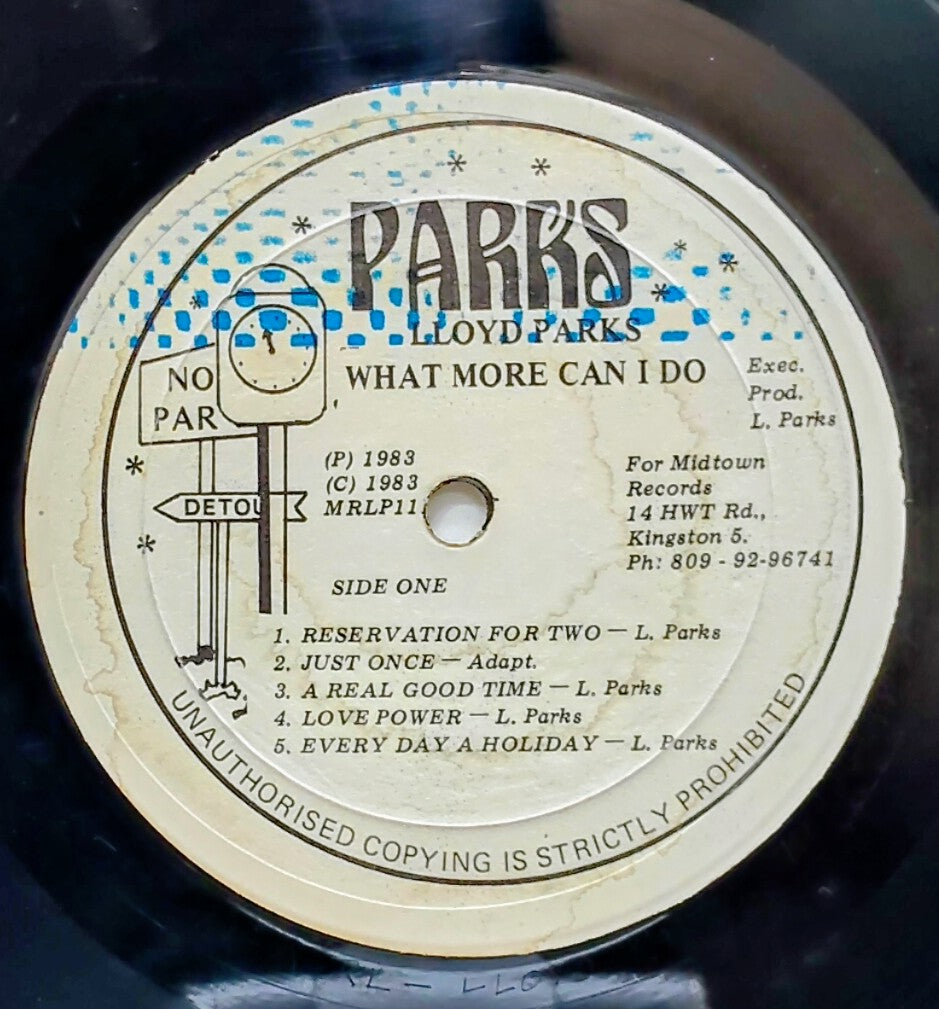 PARK'S
LLOYD PARKS
WHAT MORE CAN I DO
Exec.
Prod.
L. Parks
NO
PAR
DETOU
(P) 1983
(C) 1983
MRLP11
For Midtown
Records
14 HWT Rd.,
Kingston 5.
Ph: 809 - 92-96741
SIDE ONE
1. RESERVATION FOR TWO — L. Parks
2. JUST ONCE — Adapt.
3. A REAL GOOD TIME — L. Parks
4. LOVE POWER — L. Parks
5. EVERY DAY A HOLIDAY — L. Parks
UNAUTHORISED COPYING IS STRICTLY PROHIBITED